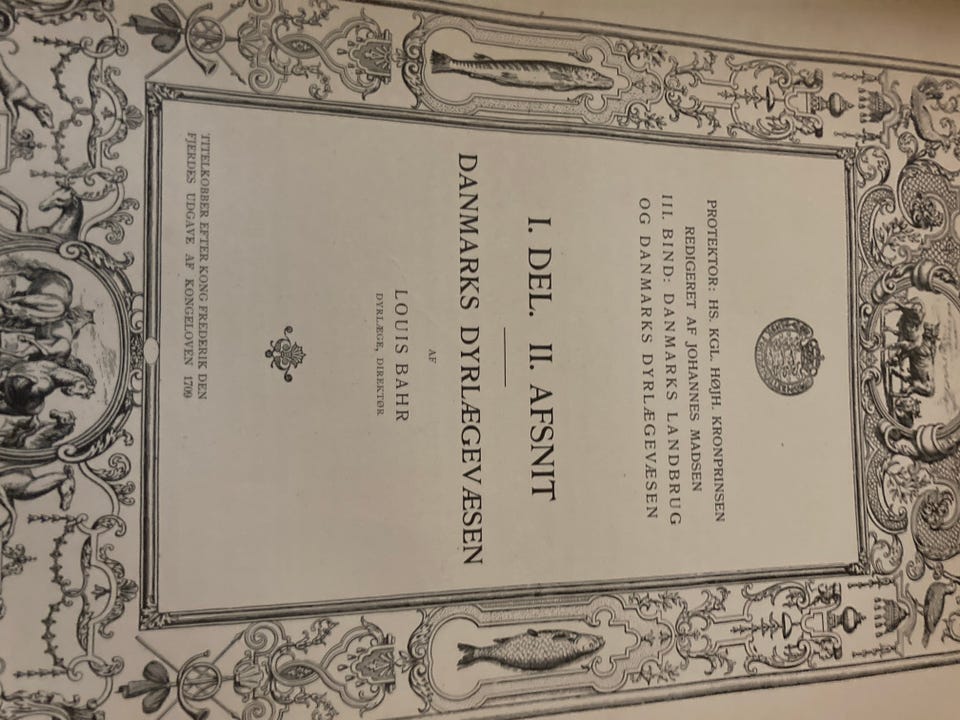 PROTEKTOR: HS. KGL. HØJH. KRONPRINSEN
REDIGERET AF JOHANNES MADSEN
III. BIND: DANMARKS LANDBRUG
OG DANMARKS DYRLÆGEVÆSEN
I. DEL. II. AFSNIT
DANMARKS DYRLÆGEVÆSEN
AF
LOUIS BAHR
DYRLÆGE, DIREKTØR
TITELKOBBER EFTER KONG FREDERIK DEN
FJERDES UDGAVE AF KONGELOVEN 1709